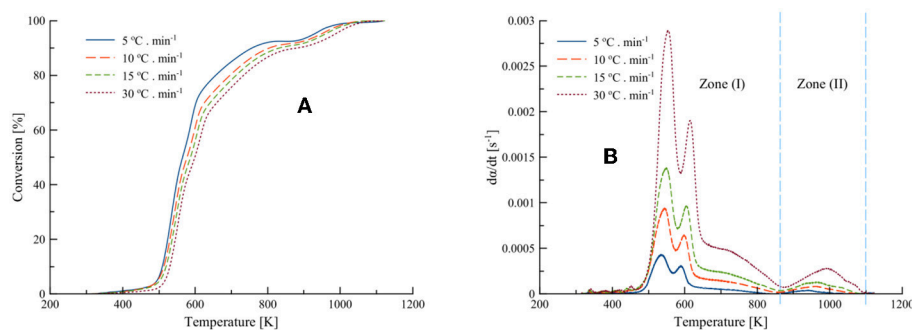 100
80
60
40
20
0
Conversion [%]
5 ºC . min-1
10 ºC . min-1
15 ºC . min-1
30 ºC . min-1
A
200 400 600 800 1000 1200
Temperature [K]
0.003
0.0025
0.002
0.0015
0.001
0.0005
0
dα/dt [s-1]
5 ºC . min-1
10 ºC . min-1
15 ºC . min-1
30 ºC . min-1
Zone (I)
Zone (II)
B
200 400 600 800 1000 1200
Temperature [K]